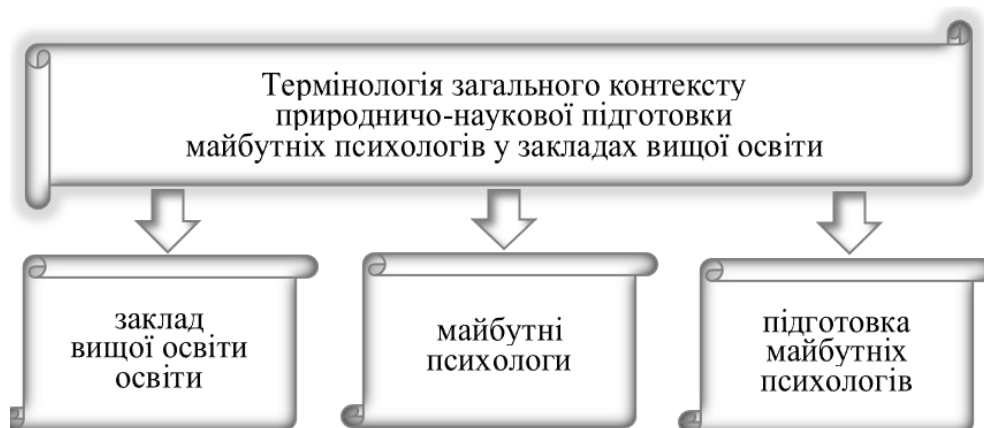 Термінологія загального контексту
природничо-наукової підготовки
майбутніх психологів у закладах вищої освіти
заклад
вищої освіти
освіти
майбутні
психологи
підготовка
майбутніх
психологів